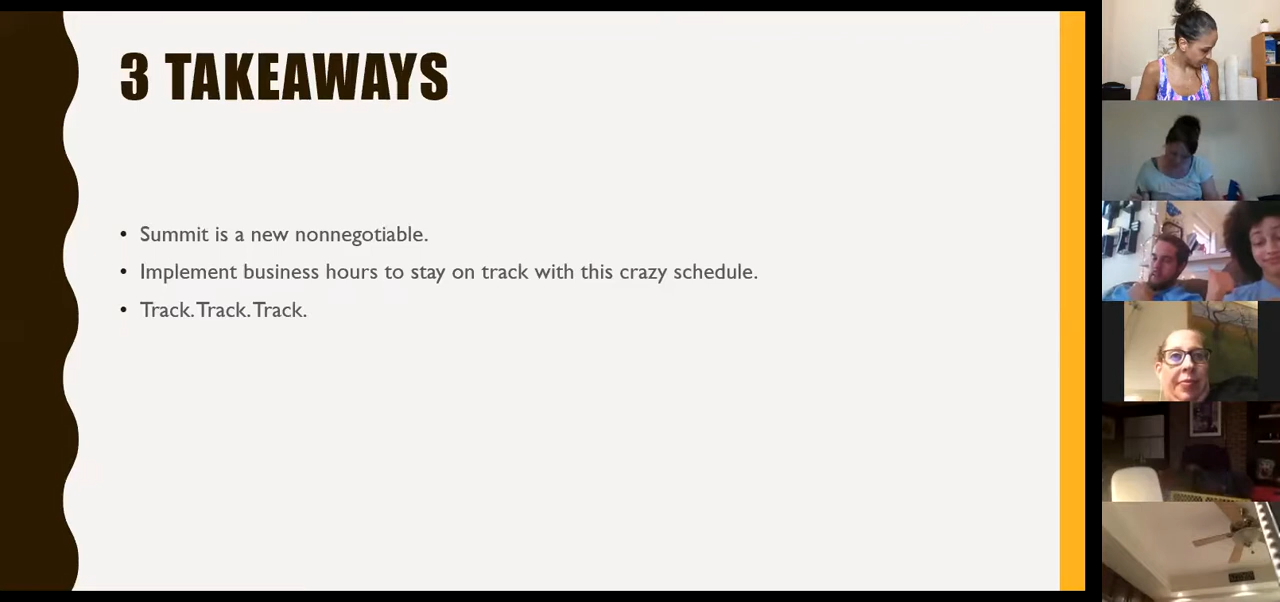 3 TAKEAWAYS
• Summit is a new nonnegotiable.
• Implement business hours to stay on track with this crazy schedule.
• Track. Track. Track.